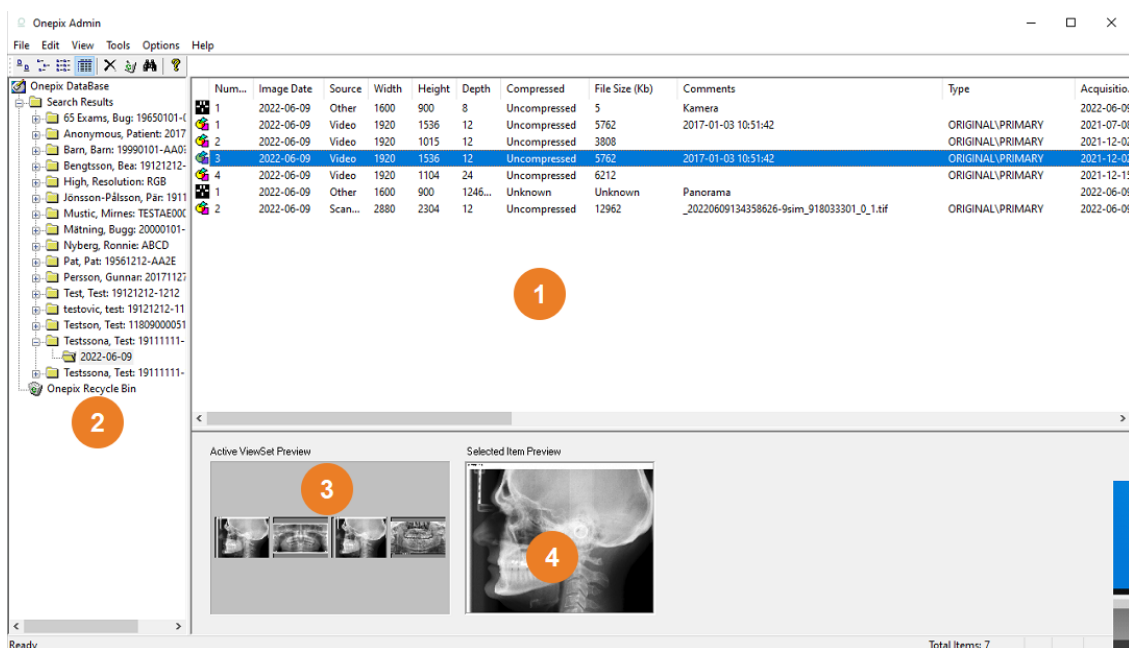 Onepix Admin
File Edit View Tools Options Help
Onepix DataBase
Search Results
65 Exams, Bug: 19650101-(
Anonymous, Patient: 2017
Barn, Barn: 19990101-AA0
Bengtsson, Bea: 19121212-
High, Resolution: RGB
Jönsson-Pålsson, Pär: 1911
Mustic, Mirnes: TESTAE00(
Mätning, Bugg: 20000101-
Nyberg, Ronnie: ABCD
Pat, Pat: 19561212-AA2E
Persson, Gunnar: 20171127
Test, Test: 19121212-1212
testovic, test: 19121212-11
Testson, Test: 11809000051
Testssona, Test: 19111111-
2022-06-09
Testssona, Test: 19111111-
Onepix Recycle Bin
2
Num... Image Date Source Width Height Depth Compressed File Size (Kb) Comments Type Acquisitio.
1 2022-06-09 Other 1600 900 8 Uncompressed 5 Kamera 2022-06-09
1 2022-06-09 Video 1920 1536 12 Uncompressed 5762 2017-01-03 10:51:42 ORIGINAL\PRIMARY 2021-07-08
2 2022-06-09 Video 1920 1015 12 Uncompressed 3808 ORIGINAL\PRIMARY 2021-12-02
3 2022-06-09 Video 1920 1536 12 Uncompressed 5762 2017-01-03 10:51:42 ORIGINAL\PRIMARY 2021-12-02
4 2022-06-09 Video 1920 1104 24 Uncompressed 6212 ORIGINAL\PRIMARY 2021-12-15
1 2022-06-09 Other 1600 900 1246... Unknown Unknown Panorama 2022-06-09
2 2022-06-09 Scan... 2880 2304 12 Uncompressed 12962 _20220609134358626-9sim_918033301_0_1.tif ORIGINAL\PRIMARY 2022-06-09
1
Active ViewSet Preview
3
Selected Item Preview
4
Ready
Total Items: 7